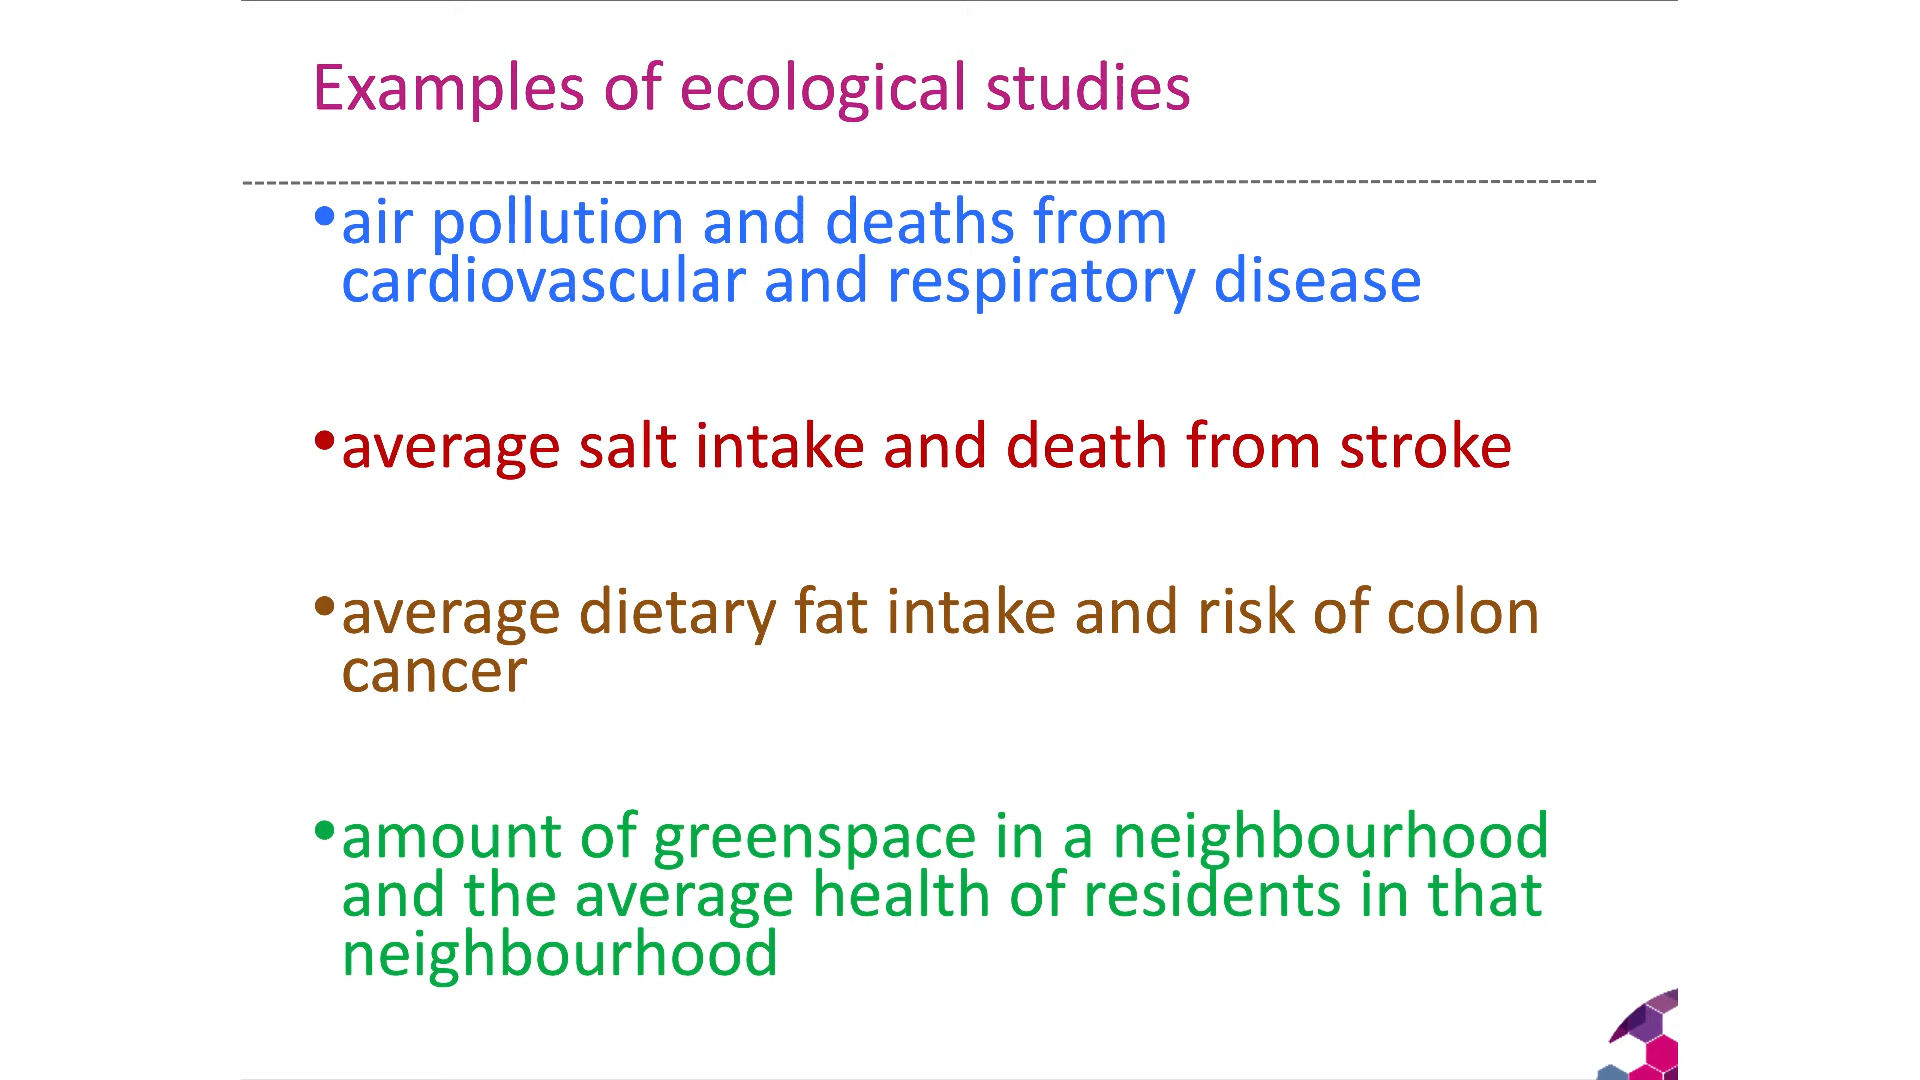 Examples of ecological studies
•air pollution and deaths from
cardiovascular and respiratory disease
•average salt intake and death from stroke
•average dietary fat intake and risk of colon
cancer
•amount of greenspace in a neighbourhood
and the average health of residents in that
neighbourhood